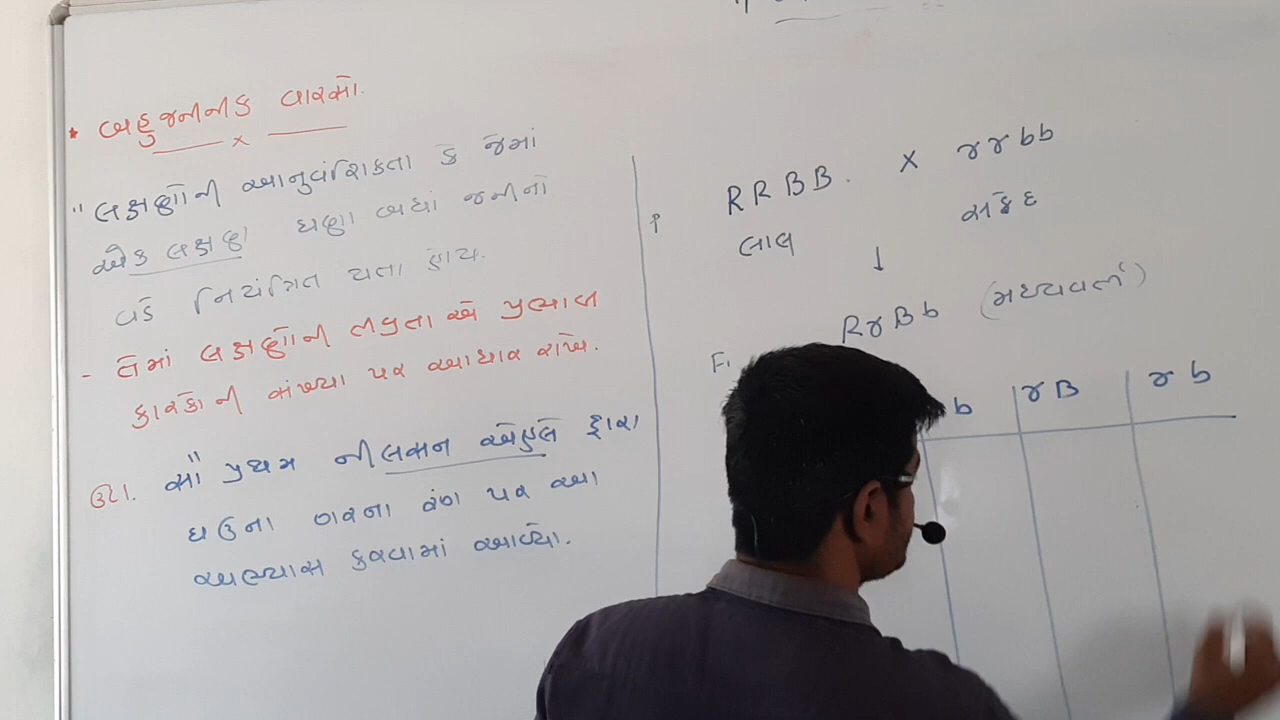 * બહુજનીનીક વારસો.
x
" લક્ષણોની આનુવંશિકતા કે જેમાં
એક લક્ષણ ઘણા બધાં જનીનો
વડે નિયંત્રિત થતા હોય.
- તેમાં લક્ષણોની તીવ્રતા એ પ્રભાવી
કારકોની સંખ્યા પર આધાર રાખે.
ઉદા. સૌ પ્રથમ નીલસન એહલે દ્વારા
ઘઉંના દાણાના રંગ પર આ
અભ્યાસ કરવામાં આવ્યો.
P RRBB. X rrbb
લાલ સફેદ
↓
F₁ RrBb (મધ્યવર્તી)
b rB rb